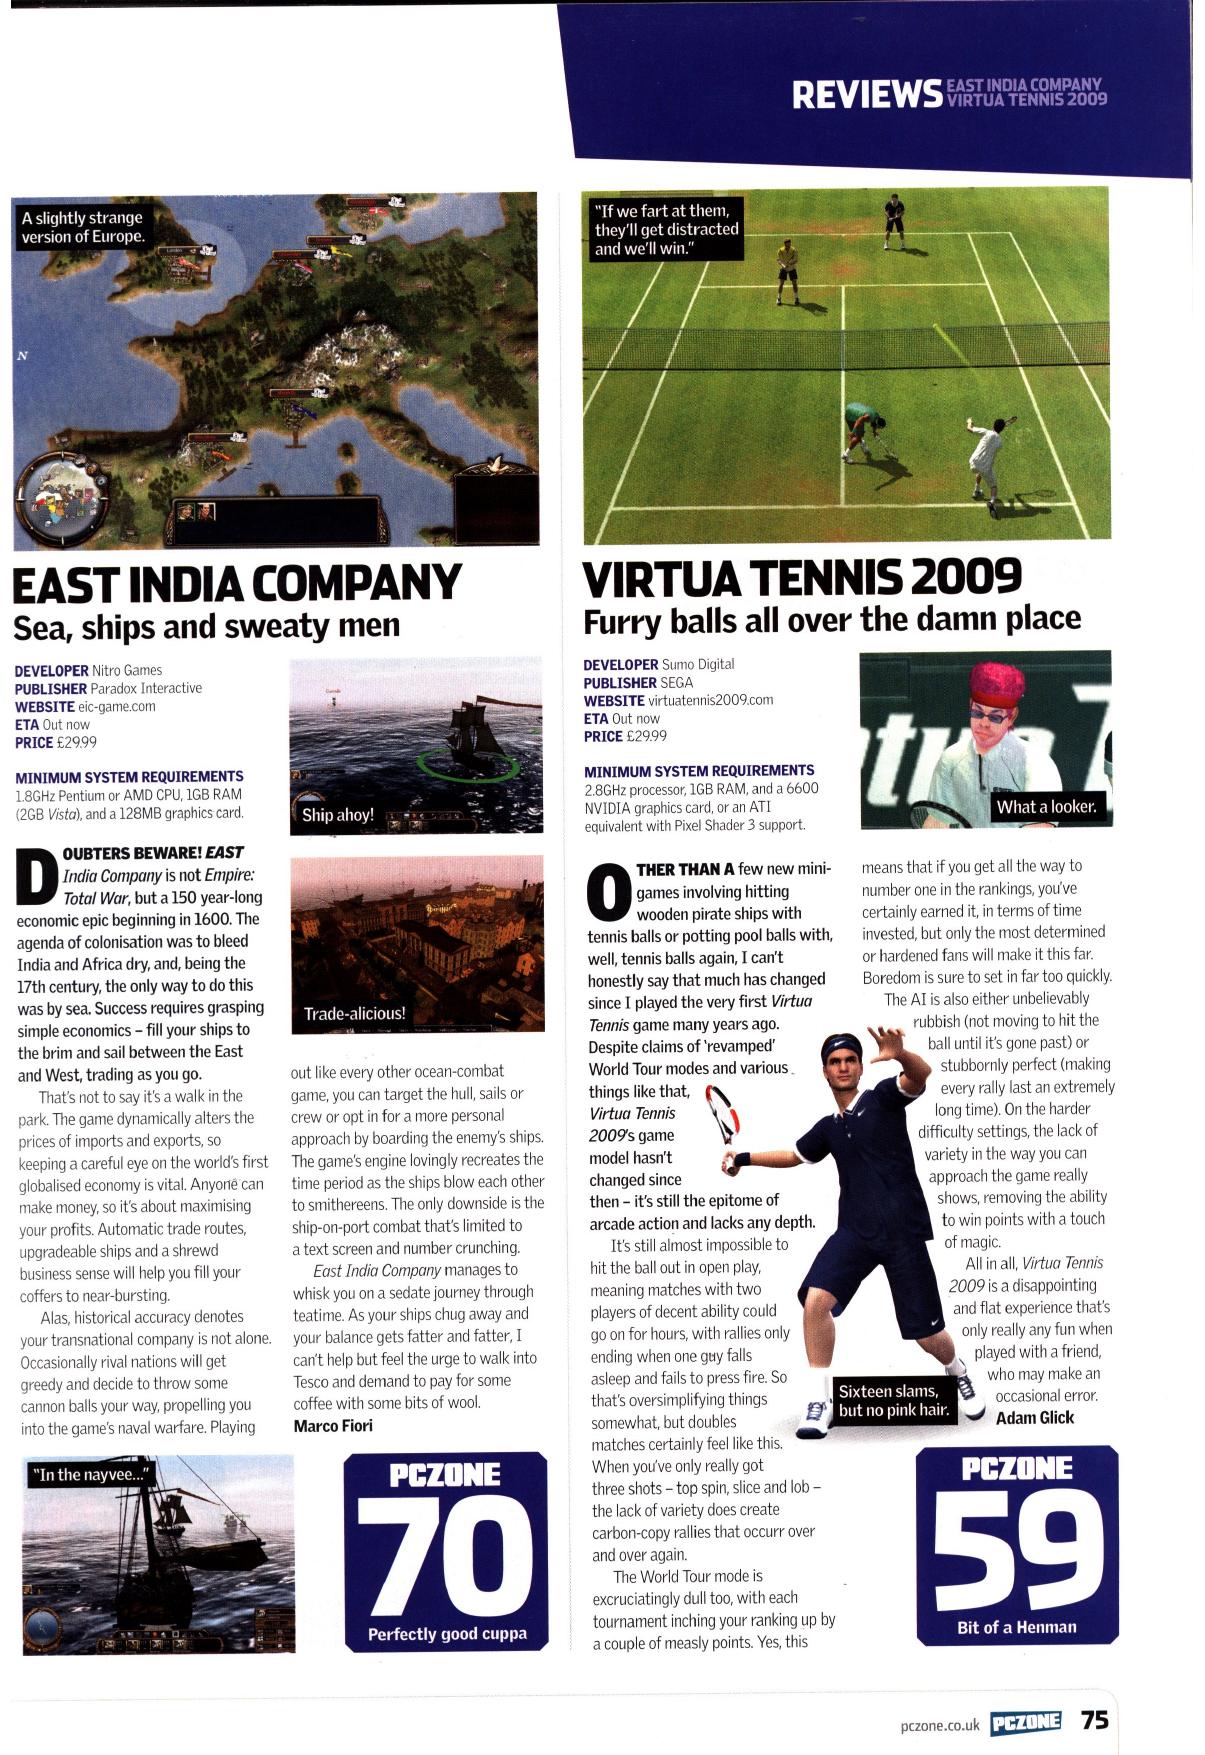 REVIEWS EAST INDIA COMPANY
VIRTUA TENNIS 2009
A slightly strange
version of Europe.
N
EAST INDIA COMPANY
Sea, ships and sweaty men
DEVELOPER Nitro Games
PUBLISHER Paradox Interactive
WEBSITE eic-game.com
ETA Out now
PRICE £29.99
MINIMUM SYSTEM REQUIREMENTS
1.8GHz Pentium or AMD CPU, 1GB RAM
(2GB Vista), and a 128MB graphics card.
Ship ahoy!
Trade-alicious!
DOUBTERS BEWARE! EAST
India Company is not Empire:
Total War, but a 150 year-long
economic epic beginning in 1600. The
agenda of colonisation was to bleed
India and Africa dry, and, being the
17th century, the only way to do this
was by sea. Success requires grasping
simple economics – fill your ships to
the brim and sail between the East
and West, trading as you go.
That's not to say it's a walk in the
park. The game dynamically alters the
prices of imports and exports, so
keeping a careful eye on the world's first
globalised economy is vital. Anyone can
make money, so it's about maximising
your profits. Automatic trade routes,
upgradeable ships and a shrewd
business sense will help you fill your
coffers to near-bursting.
Alas, historical accuracy denotes
your transnational company is not alone.
Occasionally rival nations will get
greedy and decide to throw some
cannon balls your way, propelling you
into the game's naval warfare. Playing
out like every other ocean-combat
game, you can target the hull, sails or
crew or opt in for a more personal
approach by boarding the enemy's ships.
The game's engine lovingly recreates the
time period as the ships blow each other
to smithereens. The only downside is the
ship-on-port combat that's limited to
a text screen and number crunching.
East India Company manages to
whisk you on a sedate journey through
teatime. As your ships chug away and
your balance gets fatter and fatter, I
can't help but feel the urge to walk into
Tesco and demand to pay for some
coffee with some bits of wool.
Marco Fiori
"In the nayvee..."
PCZONE
70
Perfectly good cuppa
"If we fart at them,
they'll get distracted
and we'll win."
VIRTUA TENNIS 2009
Furry balls all over the damn place
DEVELOPER Sumo Digital
PUBLISHER SEGA
WEBSITE virtuatennis2009.com
ETA Out now
PRICE £29.99
MINIMUM SYSTEM REQUIREMENTS
2.8GHz processor, 1GB RAM, and a 6600
NVIDIA graphics card, or an ATI
equivalent with Pixel Shader 3 support.
What a looker.
OTHER THAN A few new mini-
games involving hitting
wooden pirate ships with
tennis balls or potting pool balls with,
well, tennis balls again, I can't
honestly say that much has changed
since I played the very first Virtua
Tennis game many years ago.
Despite claims of 'revamped'
World Tour modes and various
things like that,
Virtua Tennis
2009's game
model hasn't
changed since
then – it's still the epitome of
arcade action and lacks any depth.
It's still almost impossible to
hit the ball out in open play,
meaning matches with two
players of decent ability could
go on for hours, with rallies only
ending when one guy falls
asleep and fails to press fire. So
that's oversimplifying things
somewhat, but doubles
matches certainly feel like this.
When you've only really got
three shots – top spin, slice and lob –
the lack of variety does create
carbon-copy rallies that occurr over
and over again.
The World Tour mode is
excruciatingly dull too, with each
tournament inching your ranking up by
a couple of measly points. Yes, this
means that if you get all the way to
number one in the rankings, you've
certainly earned it, in terms of time
invested, but only the most determined
or hardened fans will make it this far.
Boredom is sure to set in far too quickly.
The AI is also either unbelievably
rubbish (not moving to hit the
ball until it's gone past) or
stubbornly perfect (making
every rally last an extremely
long time). On the harder
difficulty settings, the lack of
variety in the way you can
approach the game really
shows, removing the ability
to win points with a touch
of magic.
All in all, Virtua Tennis
2009 is a disappointing
and flat experience that's
only really any fun when
played with a friend,
who may make an
occasional error.
Adam Glick
Sixteen slams,
but no pink hair.
PCZONE
59
Bit of a Henman
pczone.co.uk PCZONE 75